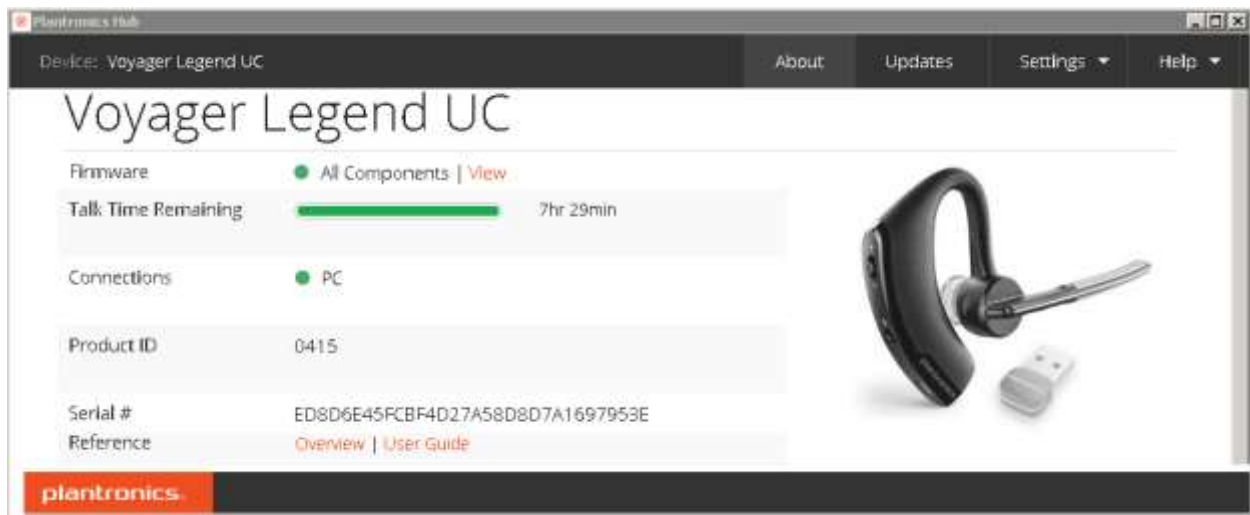 Plantronics Hub
Device: Voyager Legend UC About Updates Settings Help
Voyager Legend UC
Firmware All Components | View
Talk Time Remaining 7hr 29min
Connections PC
Product ID 0415
Serial # ED8D6E45FCBF4D27A58D8D7A1697953E
Reference Overview | User Guide
plantronics.